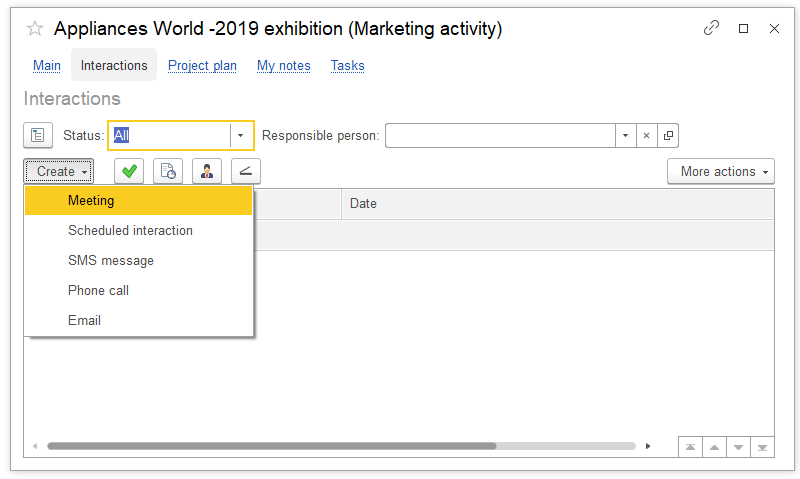 Appliances World -2019 exhibition (Marketing activity)
Main Interactions Project plan My notes Tasks
Interactions
Status: All Responsible person:
Create More actions
Meeting
Date
Scheduled interaction
SMS message
Phone call
Email